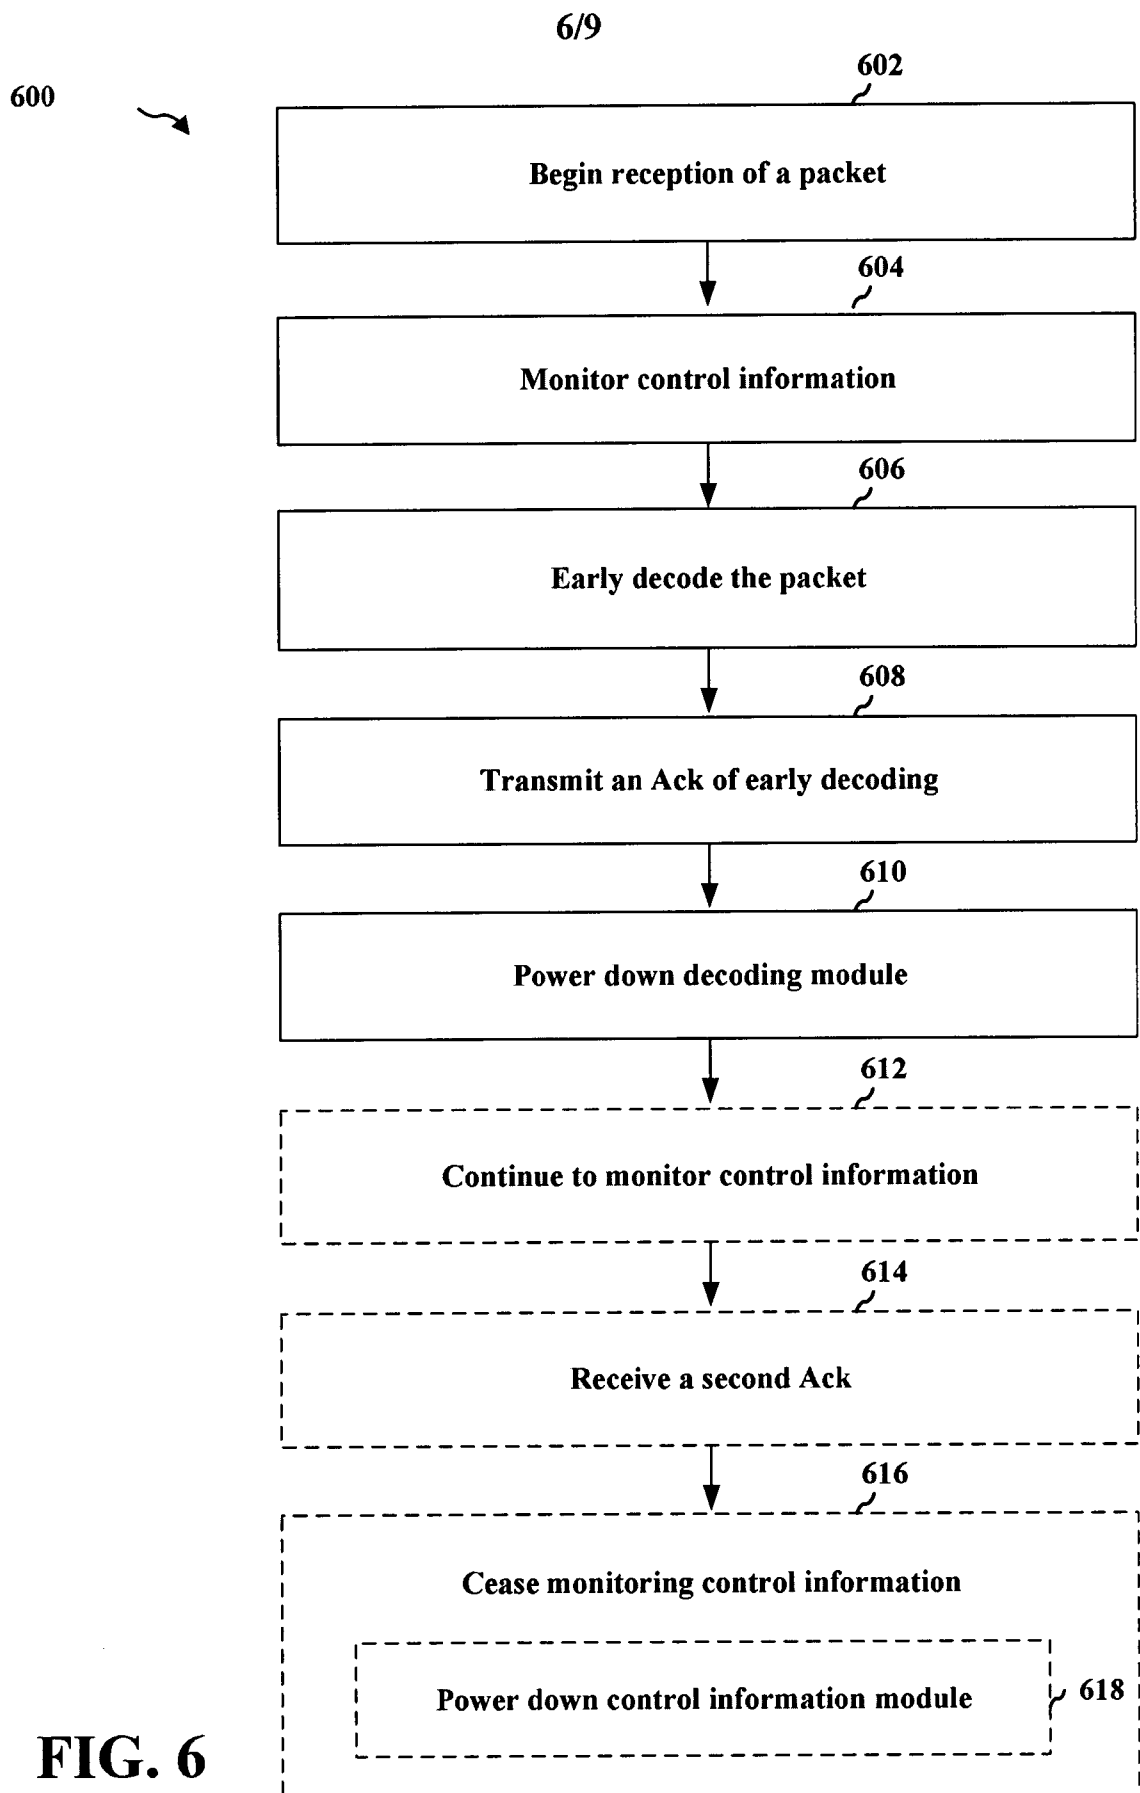 6/9
600
602
Begin reception of a packet
604
Monitor control information
606
Early decode the packet
608
Transmit an Ack of early decoding
610
Power down decoding module
612
Continue to monitor control information
614
Receive a second Ack
616
Cease monitoring control information
Power down control information module
618
FIG. 6